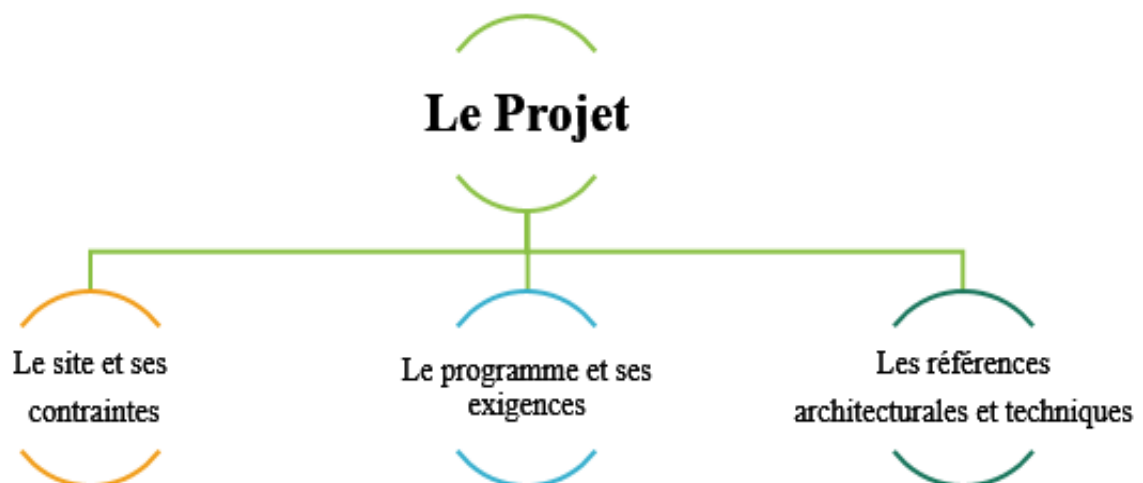 Le Projet
Le site et ses
contraintes
Le programme et ses
exigences
Les références
architecturales et techniques